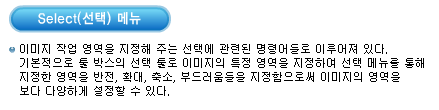 Select(선택) 메뉴
이미지 작업 영역을 지정해 주는 선택에 관련된 명령어들로 이루어져 있다.
기본적으로 툴 박스의 선택 툴로 이미지의 특정 영역을 지정하여 선택 메뉴를 통해
지정한 영역을 반전, 확대, 축소, 부드러움등을 지정함으로써 이미지의 영역을
보다 다양하게 설정할 수 있다.